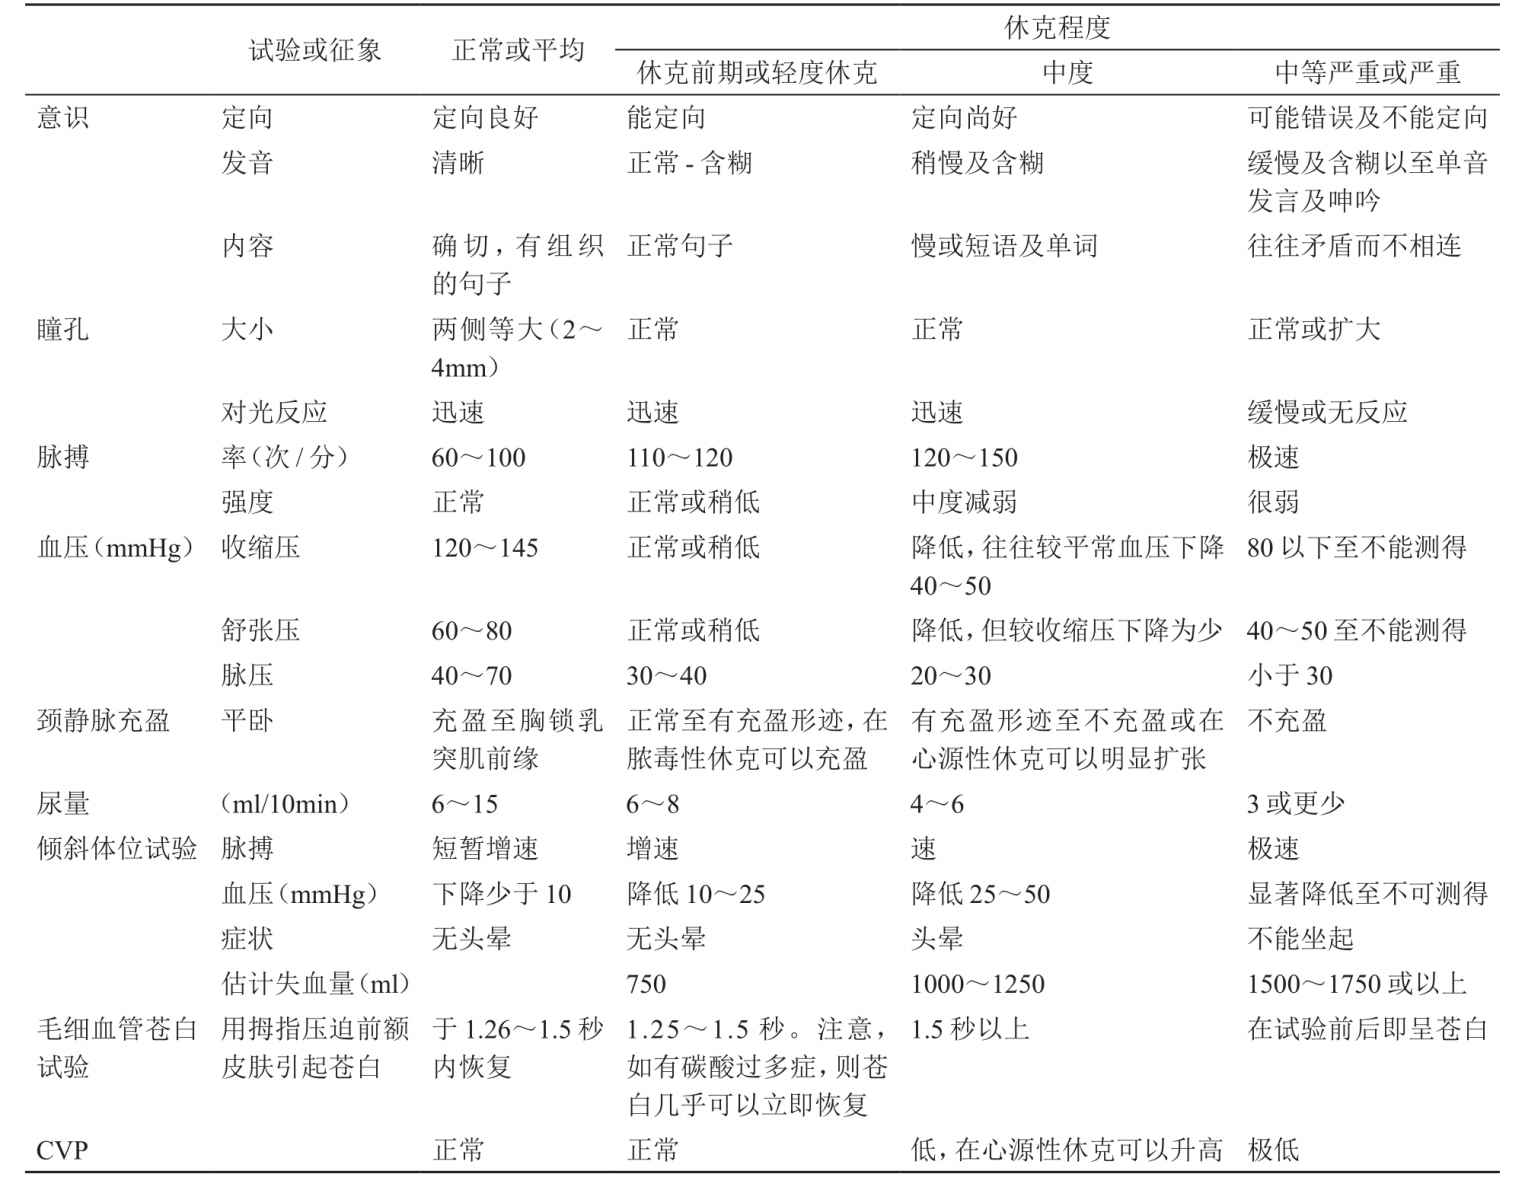 休克程度
试验或征象 正常或平均
休克前期或轻度休克 中度 中等严重或严重
意识 定向 定向良好 能定向 定向尚好 可能错误及不能定向
发音 清晰 正常 - 含糊 稍慢及含糊 缓慢及含糊以至单音
发言及呻吟
内容 确切，有组织 正常句子 慢或短语及单词 往往矛盾而不相连
的句子
瞳孔 大小 两侧等大（2～ 正常 正常 正常或扩大
4mm）
对光反应 迅速 迅速 迅速 缓慢或无反应
脉搏 率（次 / 分） 60～100 110～120 120～150 极速
强度 正常 正常或稍低 中度减弱 很弱
血压（mmHg） 收缩压 120～145 正常或稍低 降低，往往较平常血压下降 80 以下至不能测得
40～50
舒张压 60～80 正常或稍低 降低，但较收缩压下降为少 40～50 至不能测得
脉压 40～70 30～40 20～30 小于 30
颈静脉充盈 平卧 充盈至胸锁乳 正常至有充盈形迹，在 有充盈形迹至不充盈或在 不充盈
突肌前缘 脓毒性休克可以充盈 心源性休克可以明显扩张
尿量 （ml/10min） 6～15 6～8 4～6 3 或更少
倾斜体位试验 脉搏 短暂增速 增速 速 极速
血压（mmHg） 下降少于 10 降低 10～25 降低 25～50 显著降低至不可测得
症状 无头晕 无头晕 头晕 不能坐起
估计失血量（ml） 750 1000～1250 1500～1750 或以上
毛细血管苍白 用拇指压迫前额 于 1.26～1.5 秒 1.25～1.5 秒。注意， 1.5 秒以上 在试验前后即呈苍白
试验 皮肤引起苍白 内恢复 如有碳酸过多症，则苍
白几乎可以立即恢复
CVP 正常 正常 低，在心源性休克可以升高 极低